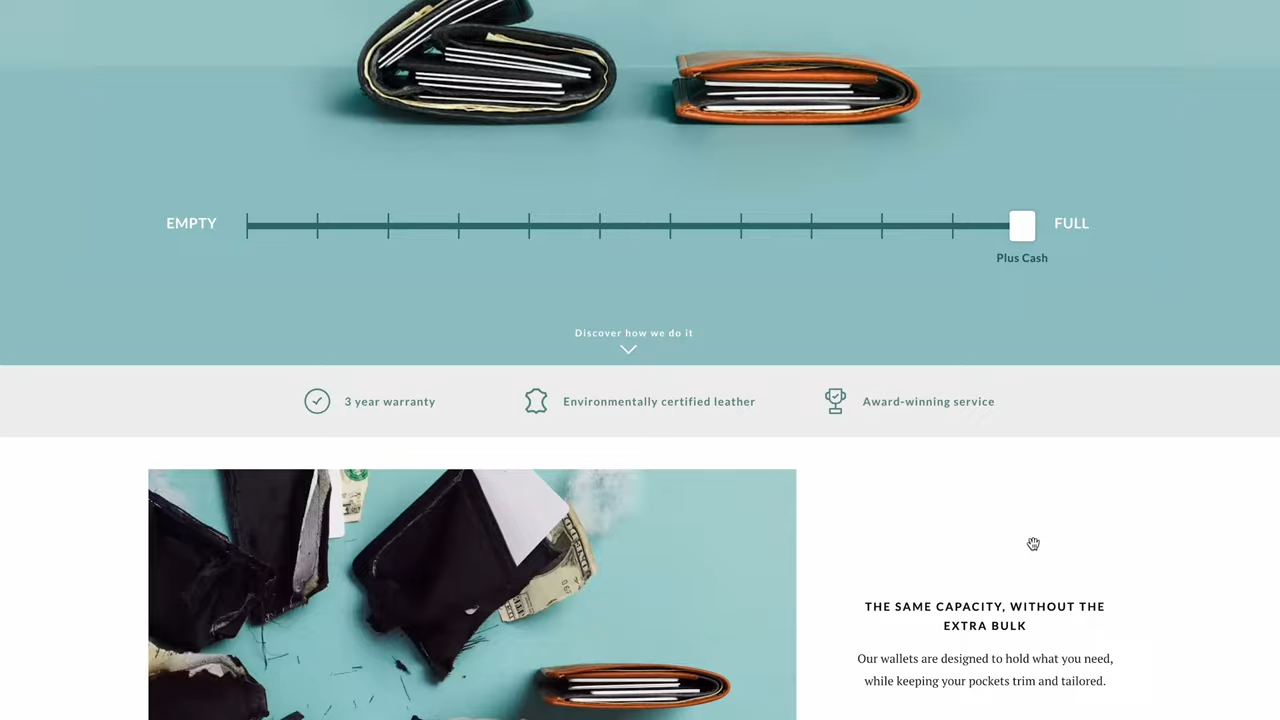 EMPTY
FULL
Plus Cash
Discover how we do it
3 year warranty
Environmentally certified leather
Award-winning service
THE SAME CAPACITY, WITHOUT THE
EXTRA BULK
Our wallets are designed to hold what you need,
while keeping your pockets trim and tailored.